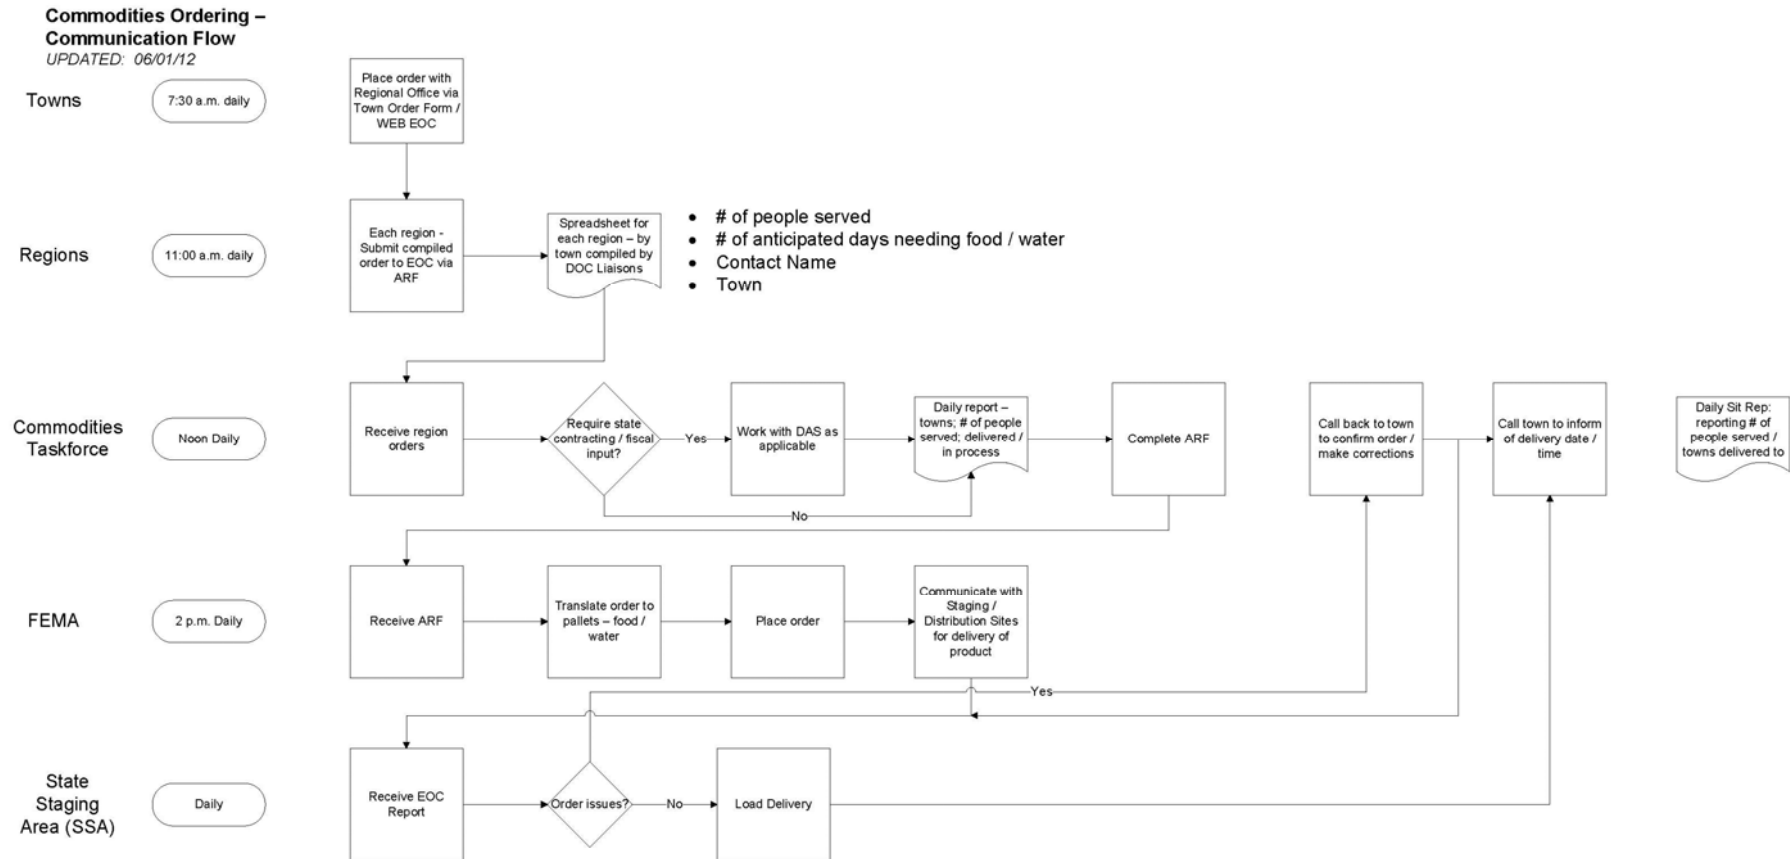 Commodities Ordering –
Communication Flow
UPDATED: 06/01/12
Towns
7:30 a.m. daily
Place order with
Regional Office via
Town Order Form /
WEB EOC
Regions
11:00 a.m. daily
Each region -
Submit compiled
order to EOC via
ARF
Spreadsheet for
each region – by
town compiled by
DOC Liaisons
• # of people served
• # of anticipated days needing food / water
• Contact Name
• Town
Commodities
Taskforce
Noon Daily
Receive region
orders
Require state
contracting / fiscal
input?
Yes
No
Work with DAS as
applicable
Daily report –
towns; # of people
served; delivered /
in process
Complete ARF
Call back to town
to confirm order /
make corrections
Call town to inform
of delivery date /
time
Daily Sit Rep:
reporting # of
people served /
towns delivered to
FEMA
2 p.m. Daily
Receive ARF
Translate order to
pallets – food /
water
Place order
Communicate with
Staging /
Distribution Sites
for delivery of
product
Yes
State
Staging
Area (SSA)
Daily
Receive EOC
Report
Order issues?
No
Load Delivery